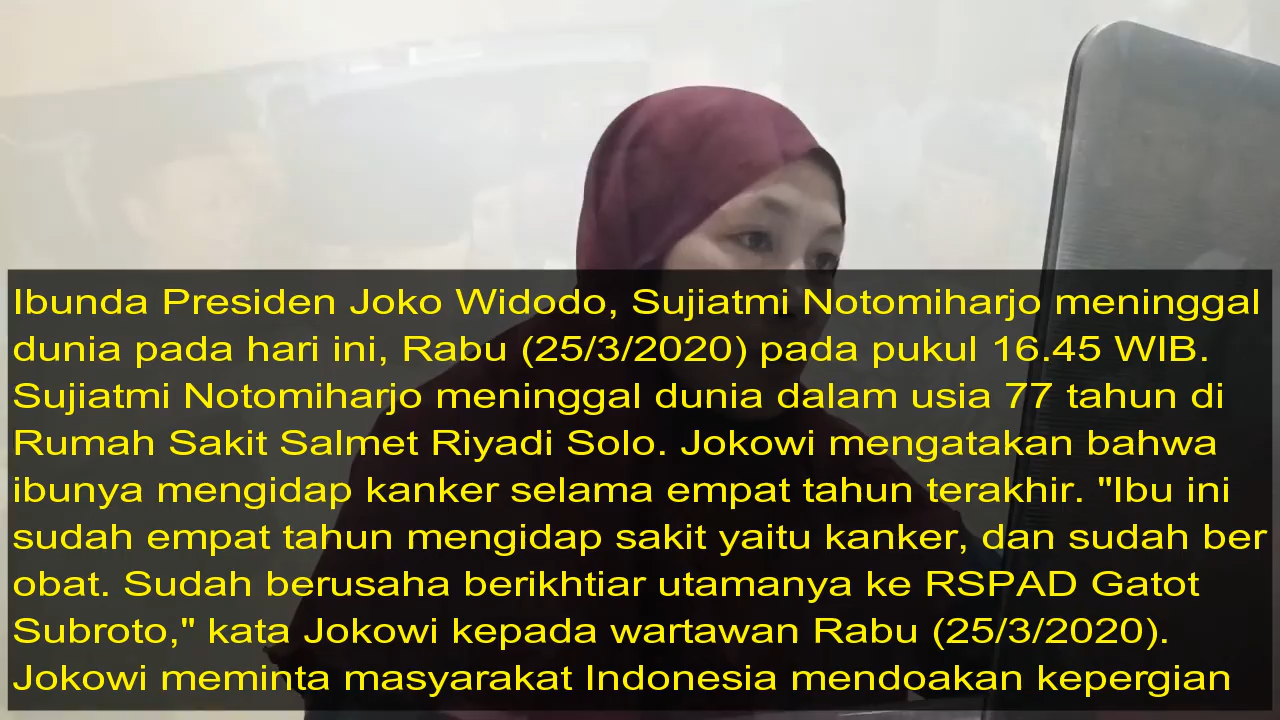 Ibunda Presiden Joko Widodo, Sujiatmi Notomiharjo meninggal
dunia pada hari ini, Rabu (25/3/2020) pada pukul 16.45 WIB.
Sujiatmi Notomiharjo meninggal dunia dalam usia 77 tahun di
Rumah Sakit Salmet Riyadi Solo. Jokowi mengatakan bahwa
ibunya mengidap kanker selama empat tahun terakhir. "Ibu ini
sudah empat tahun mengidap sakit yaitu kanker, dan sudah ber
obat. Sudah berusaha berikhtiar utamanya ke RSPAD Gatot
Subroto," kata Jokowi kepada wartawan Rabu (25/3/2020).
Jokowi meminta masyarakat Indonesia mendoakan kepergian